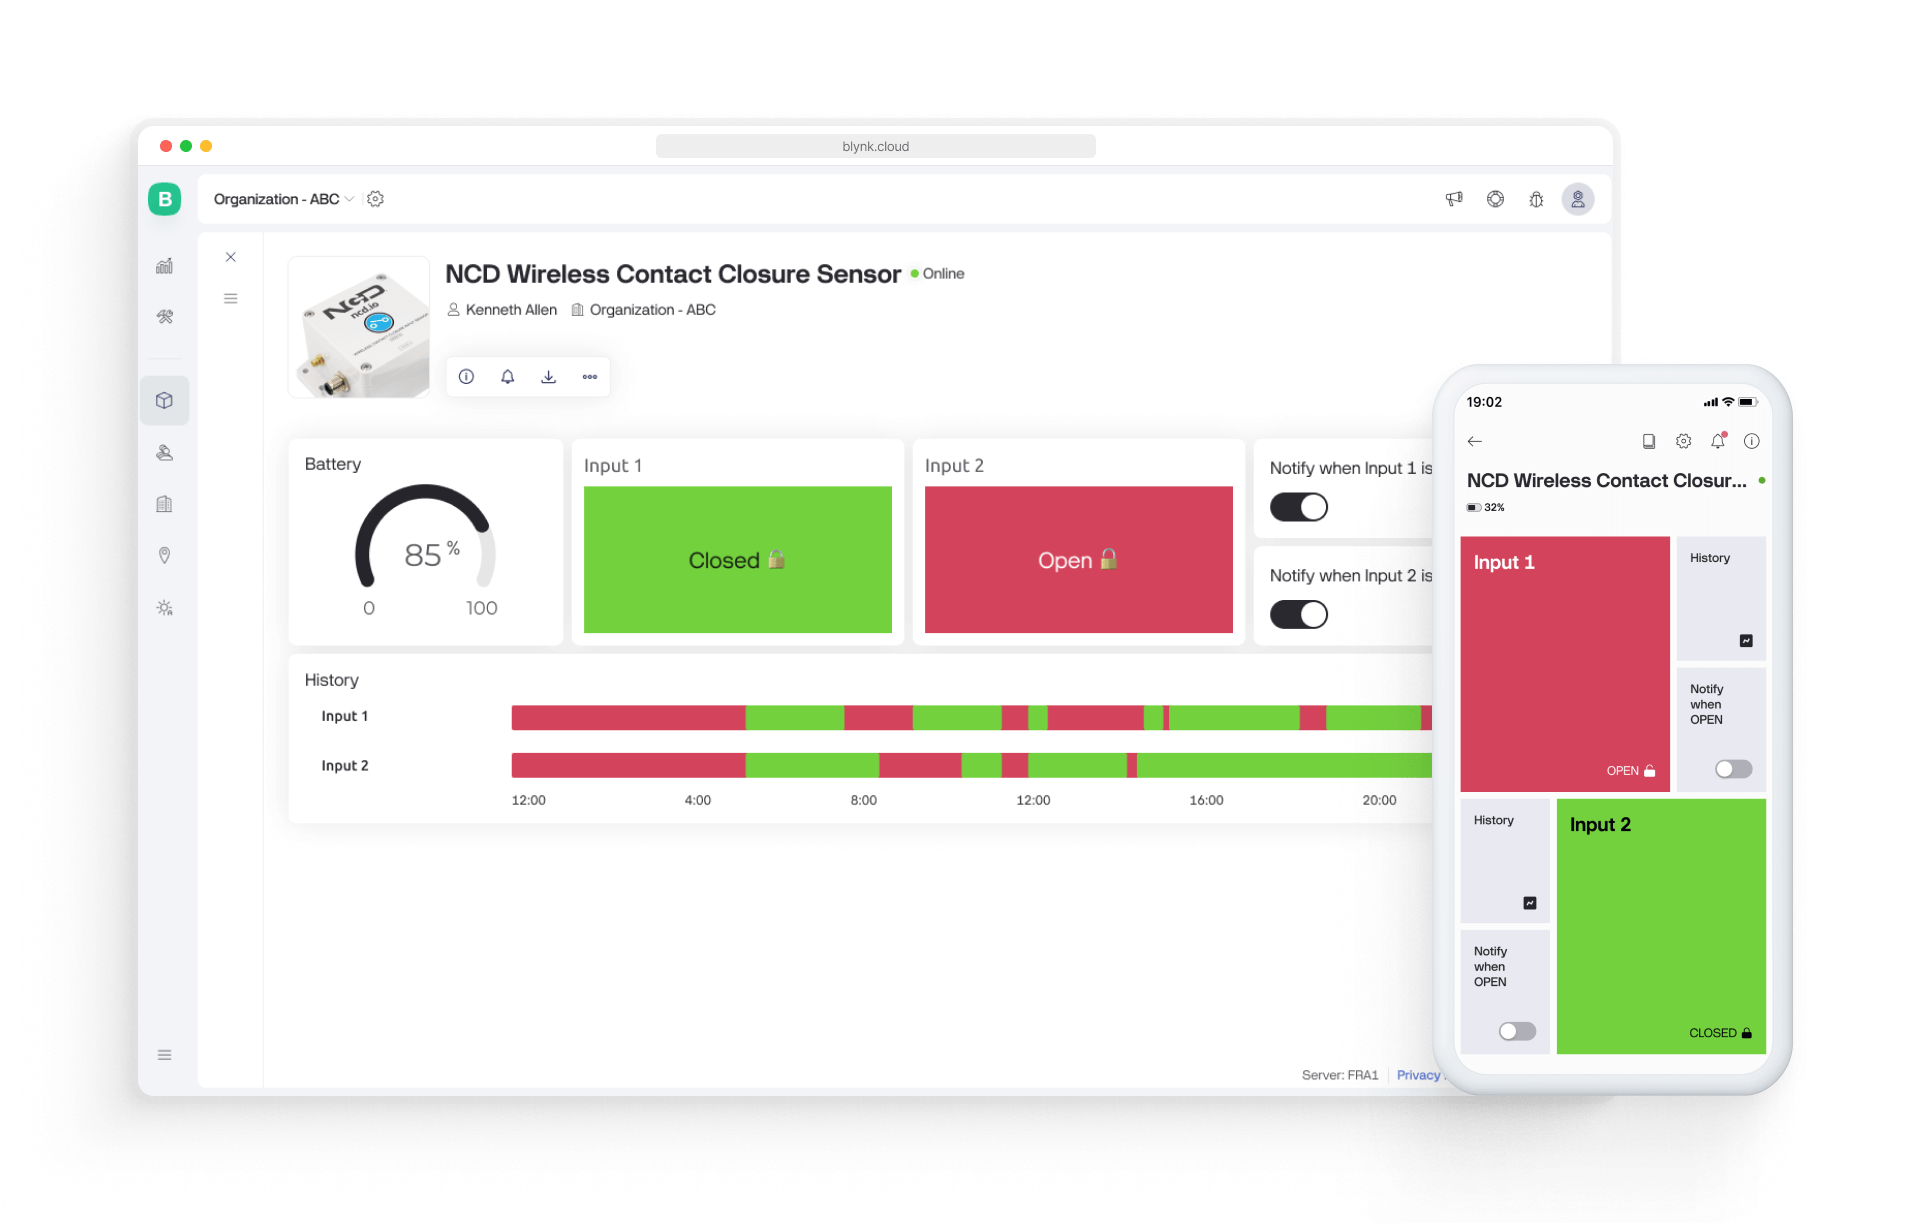 blynk.cloud
B
Organization - ABC
NCD Wireless Contact Closure Sensor
Online
Kenneth Allen
Organization - ABC
NCD
ncd.io
Battery
85 %
0
100
Input 1
Closed
Input 2
Open
Notify when Input 1 is
Notify when Input 2 is
History
Input 1
Input 2
12:00
4:00
8:00
12:00
16:00
20:00
Server: FRA1
Privacy
19:02
NCD Wireless Contact Closur...
32%
Input 1
OPEN
History
Notify
when
OPEN
History
Notify
when
OPEN
Input 2
CLOSED